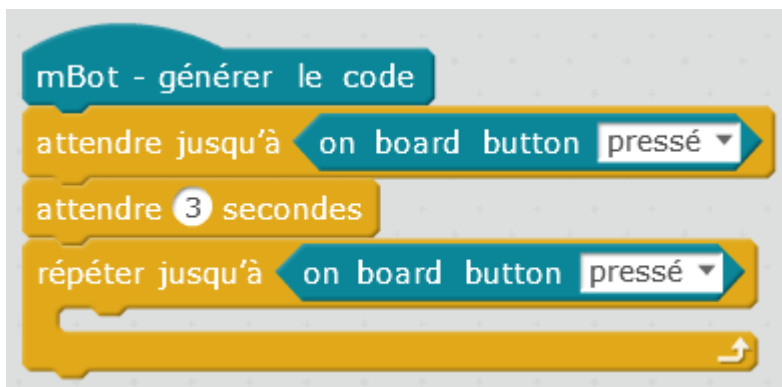 mBot - générer le code
attendre jusqu'à on board button pressé
attendre 3 secondes
répéter jusqu'à on board button pressé